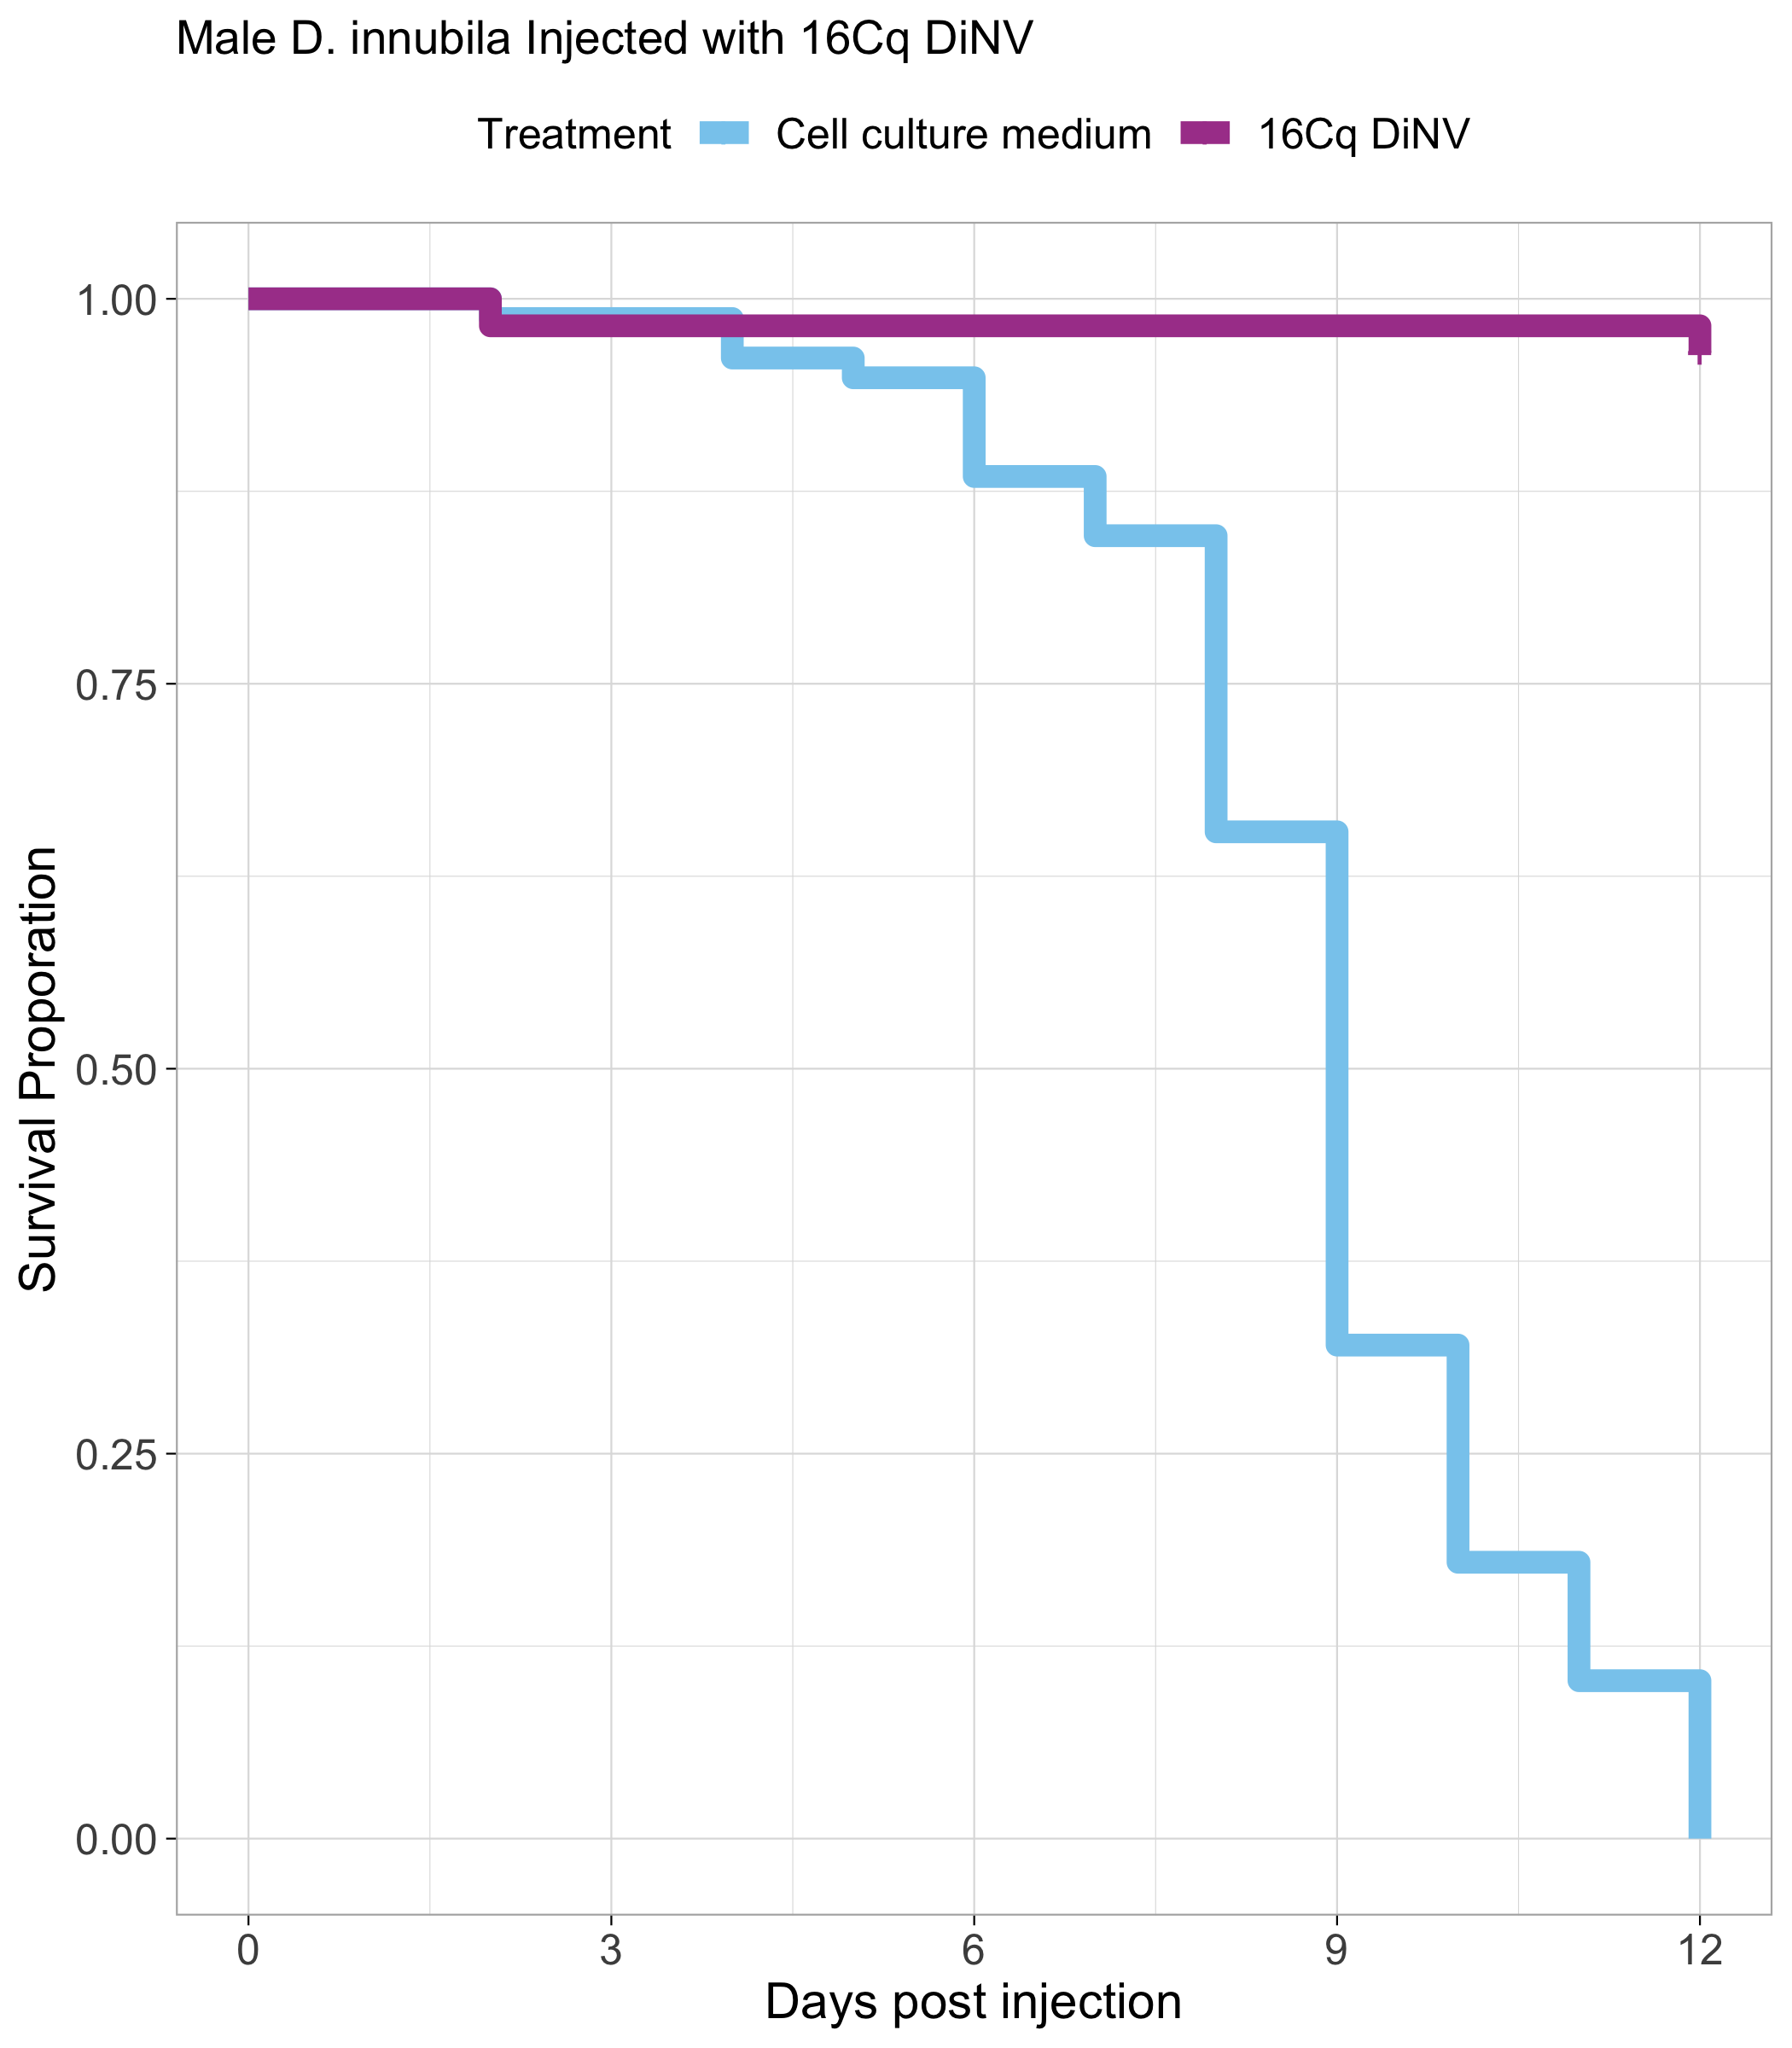 Male D. innubila Injected with 16Cq DiNV
Treatment Cell culture medium 16Cq DiNV
Survival Proporation
1.00
0.75
0.50
0.25
0.00
0 3 6 9 12
Days post injection